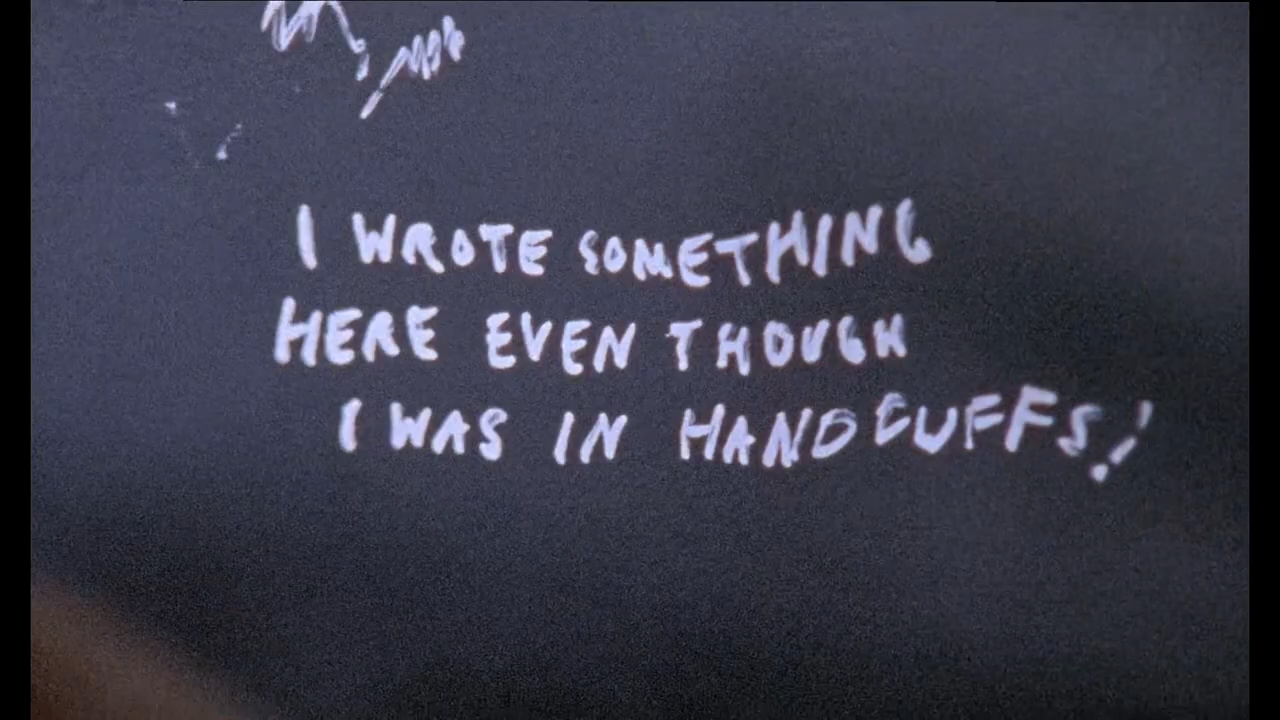 I WROTE SOMETHING
HERE EVEN THOUGH
I WAS IN HANDCUFFS!